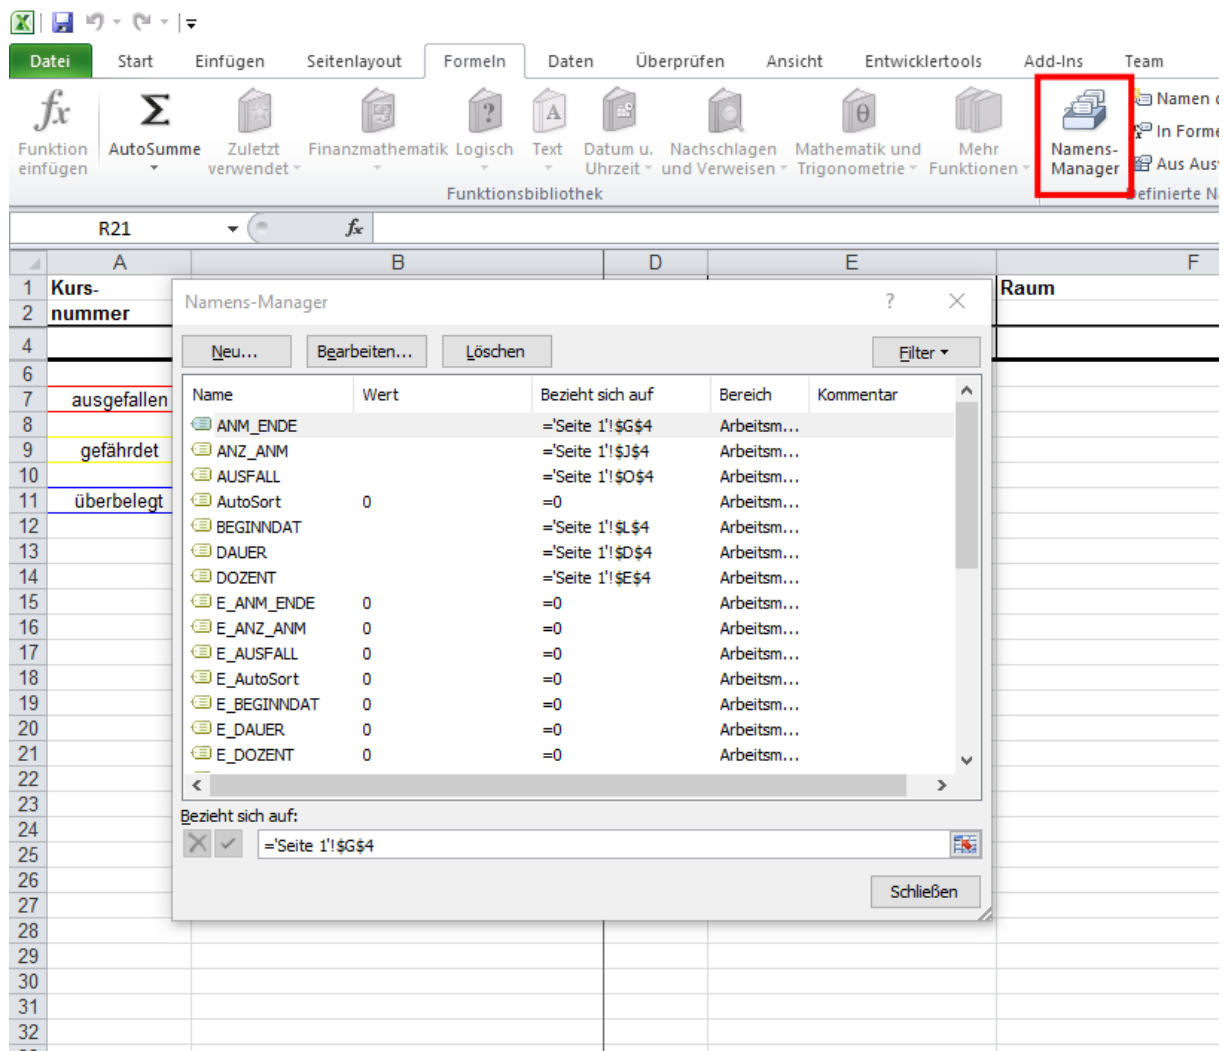 Datei Start Einfügen Seitenlayout Formeln Daten Überprüfen Ansicht Entwicklertools Add-Ins Team
fx Σ ? A θ
Funktion einfügen
AutoSumme
Zuletzt verwendet
Finanzmathematik
Logisch
Text
Datum u. Uhrzeit
Nachschlagen und Verweisen
Mathematik und Trigonometrie
Mehr Funktionen
Namens-Manager
Namen
In Forme
Aus Aus
Funktionsbibliothek
Definierte N
R21 fx
A B D E F
1 Kurs- Raum
2 nummer
4
6
7 ausgefallen
8
9 gefährdet
10
11 überbelegt
12
13
14
15
16
17
18
19
20
21
22
23
24
25
26
27
28
29
30
31
32
Namens-Manager ?
Neu... Bearbeiten... Löschen Filter
Name Wert Bezieht sich auf Bereich Kommentar
ANM_ENDE ='Seite 1'!$G$4 Arbeitsm...
ANZ_ANM ='Seite 1'!$J$4 Arbeitsm...
AUSFALL ='Seite 1'!$O$4 Arbeitsm...
AutoSort 0 =0 Arbeitsm...
BEGINNDAT ='Seite 1'!$L$4 Arbeitsm...
DAUER ='Seite 1'!$D$4 Arbeitsm...
DOZENT ='Seite 1'!$E$4 Arbeitsm...
E_ANM_ENDE 0 =0 Arbeitsm...
E_ANZ_ANM 0 =0 Arbeitsm...
E_AUSFALL 0 =0 Arbeitsm...
E_AutoSort 0 =0 Arbeitsm...
E_BEGINNDAT 0 =0 Arbeitsm...
E_DAUER 0 =0 Arbeitsm...
E_DOZENT 0 =0 Arbeitsm...
Bezieht sich auf:
='Seite 1'!$G$4
Schließen